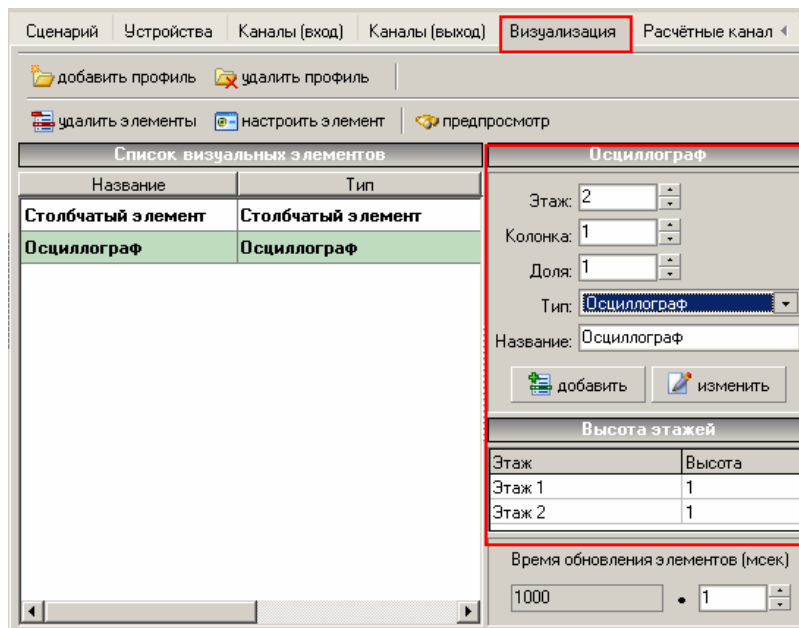 Сценарий Устройства Каналы (вход) Каналы (выход) Визуализация Расчётные канал
добавить профиль удалить профиль
удалить элементы настроить элемент предпросмотр
Список визуальных элементов
Название Тип
Столбчатый элемент Столбчатый элемент
Осциллограф Осциллограф
Осциллограф
Этаж: 2
Колонка: 1
Доля: 1
Тип: Осциллограф
Название: Осциллограф
добавить изменить
Высота этажей
Этаж Высота
Этаж 1 1
Этаж 2 1
Время обновления элементов (мсек)
1000 • 1